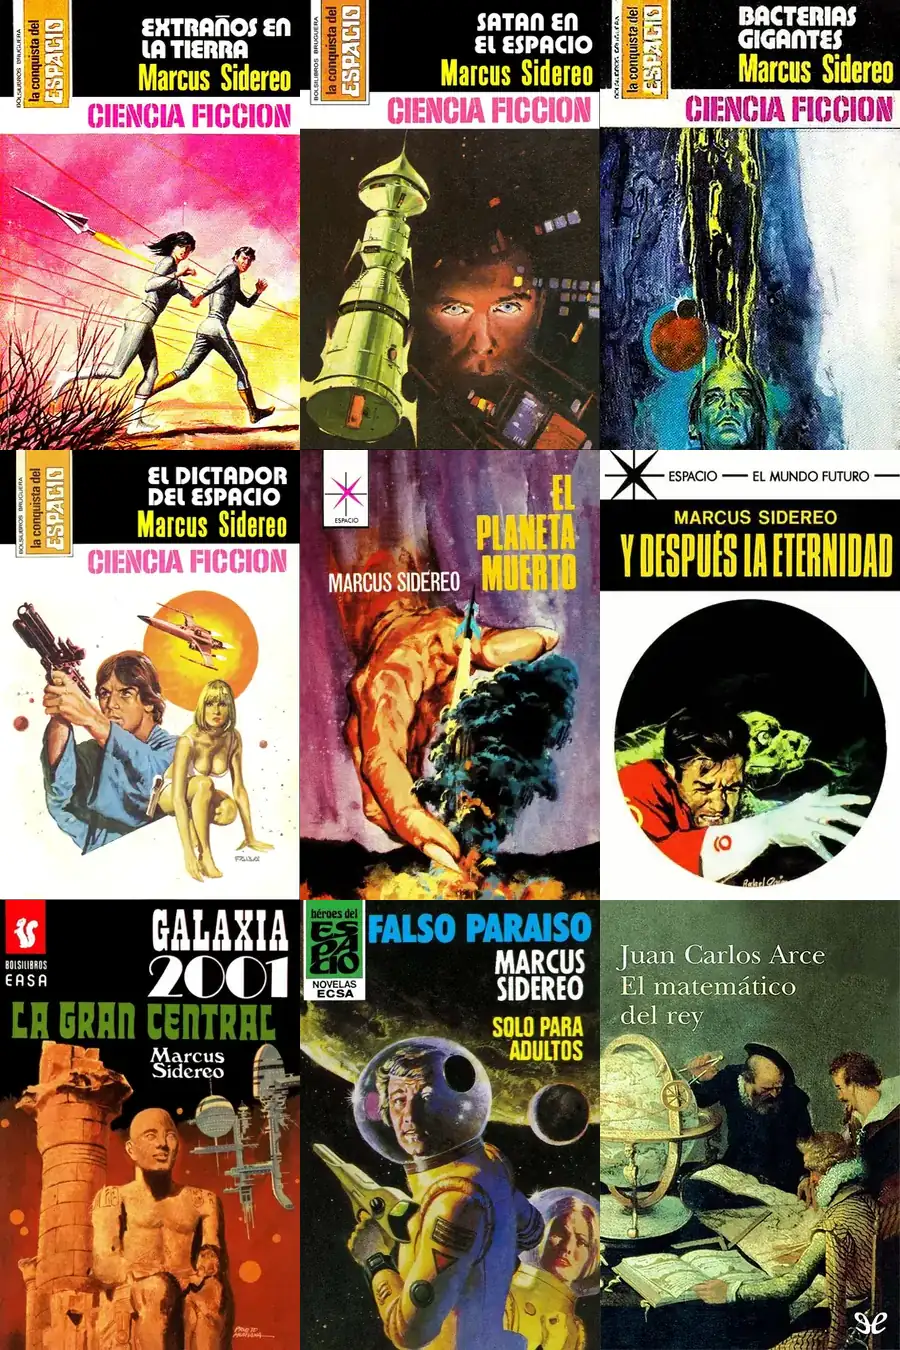 BOLSILIBROS BRUGUERA
la conquista del
ESPACIO
EXTRAÑOS EN
LA TIERRA
Marcus Sidereo
CIENCIA FICCION
BOLSILIBROS BRUGUERA
la conquista del
ESPACIO
SATAN EN
EL ESPACIO
Marcus Sidereo
CIENCIA FICCION
BOLSILIBROS BRUGUERA
la conquista del
ESPACIO
BACTERIAS
GIGANTES
Marcus Sidereo
CIENCIA FICCION
BOLSILIBROS BRUGUERA
la conquista del
ESPACIO
EL DICTADOR
DEL ESPACIO
Marcus Sidereo
CIENCIA FICCION
ESPACIO
EL
PLANETA
MUERTO
MARCUS SIDEREO
ESPACIO — EL MUNDO FUTURO —
MARCUS SIDEREO
Y DESPUÉS LA ETERNIDAD
BOLSILIBROS
EASA
GALAXIA
2001
LA GRAN CENTRAL
Marcus
Sidereo
héroes del
ESPACIO
NOVELAS
ECSA
FALSO PARAISO
MARCUS
SIDEREO
SOLO PARA
ADULTOS
Juan Carlos Arce
El matemático
del rey